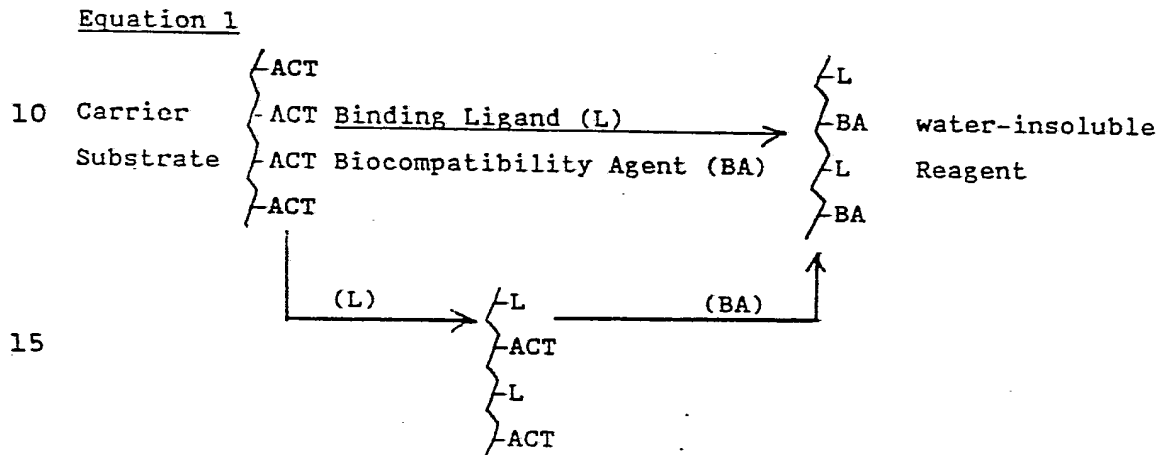 Equation 1
ACT L
10 Carrier ACT Binding Ligand (L) BA water-insoluble
Substrate ACT Biocompatibility Agent (BA) L Reagent
ACT BA
(L) L (BA)
15 ACT
L
ACT